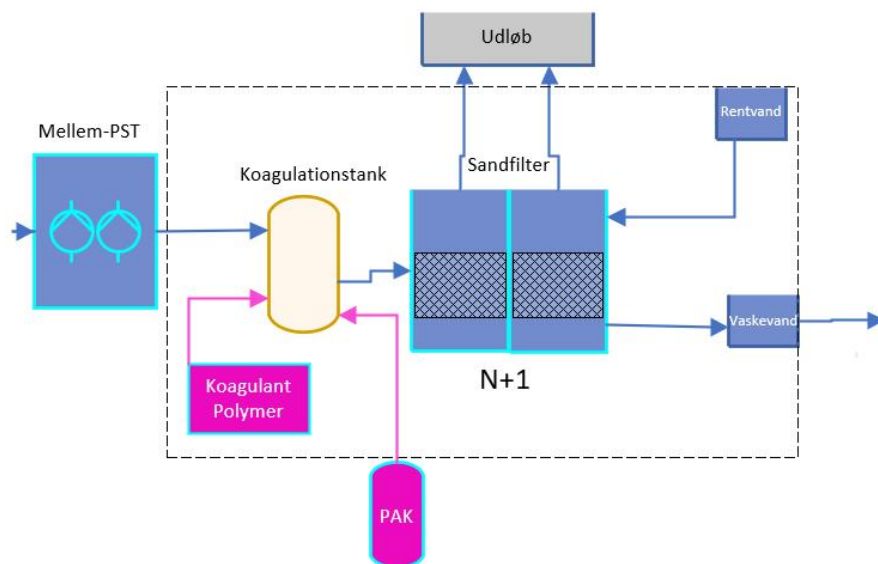 Udløb
Rentvand
Mellem-PST
Koagulationstank
Sandfilter
Vaskevand
Koagulant
Polymer
N+1
PAK